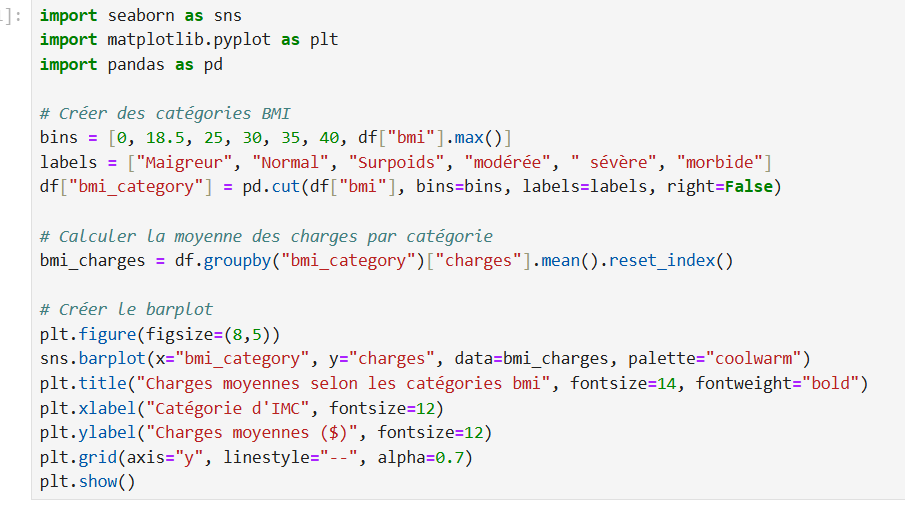 ]:
import seaborn as sns
import matplotlib.pyplot as plt
import pandas as pd
# Créer des catégories BMI
bins = [0, 18.5, 25, 30, 35, 40, df["bmi"].max()]
labels = ["Maigreur", "Normal", "Surpoids", "modérée", " sévère", "morbide"]
df["bmi_category"] = pd.cut(df["bmi"], bins=bins, labels=labels, right=False)
# Calculer la moyenne des charges par catégorie
bmi_charges = df.groupby("bmi_category")["charges"].mean().reset_index()
# Créer le barplot
plt.figure(figsize=(8,5))
sns.barplot(x="bmi_category", y="charges", data=bmi_charges, palette="coolwarm")
plt.title("Charges moyennes selon les catégories bmi", fontsize=14, fontweight="bold")
plt.xlabel("Catégorie d'IMC", fontsize=12)
plt.ylabel("Charges moyennes ($)", fontsize=12)
plt.grid(axis="y", linestyle="--", alpha=0.7)
plt.show()